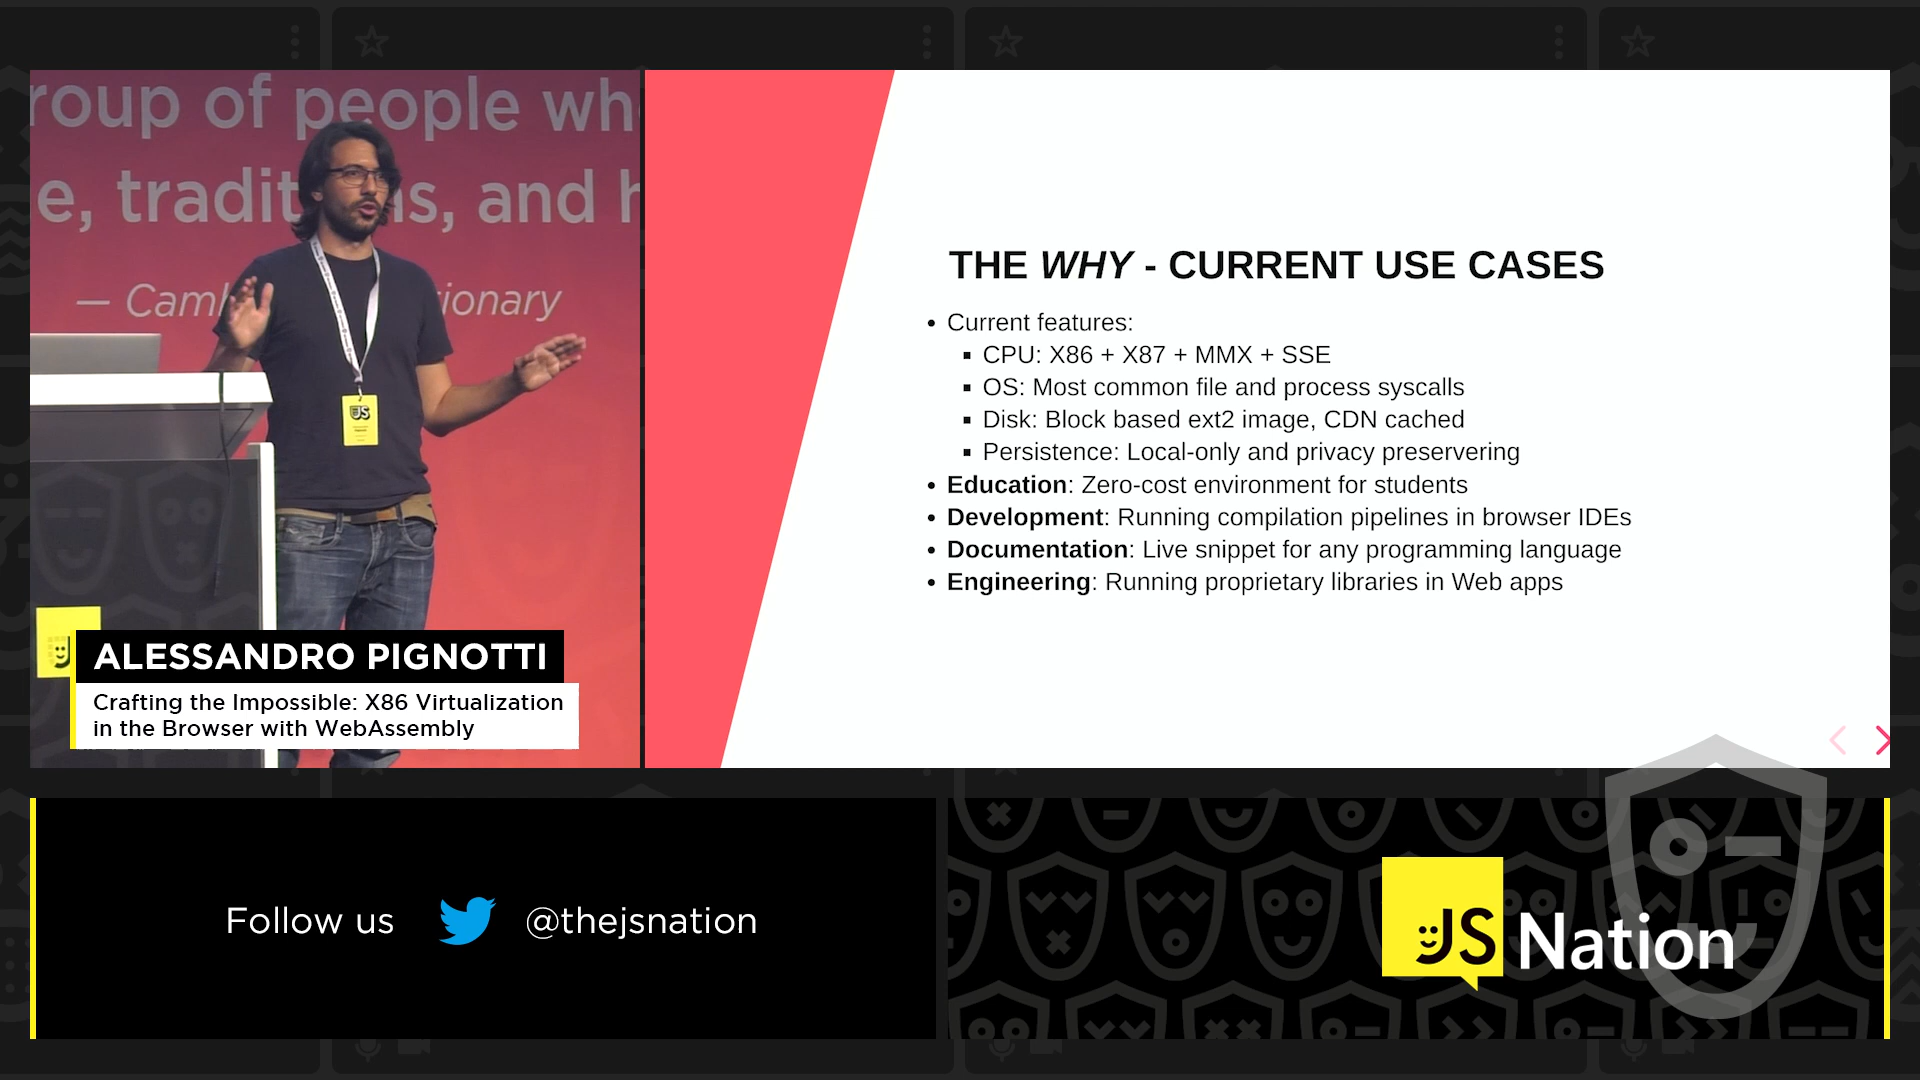 roup of people wh
e, tradit s, and h
— Camb ionary
JS
ALESSANDRO PIGNOTTI
Crafting the Impossible: X86 Virtualization
in the Browser with WebAssembly
THE WHY - CURRENT USE CASES
• Current features:
▪ CPU: X86 + X87 + MMX + SSE
▪ OS: Most common file and process syscalls
▪ Disk: Block based ext2 image, CDN cached
▪ Persistence: Local-only and privacy preservering
• Education: Zero-cost environment for students
• Development: Running compilation pipelines in browser IDEs
• Documentation: Live snippet for any programming language
• Engineering: Running proprietary libraries in Web apps
Follow us @thejsnation
JS Nation